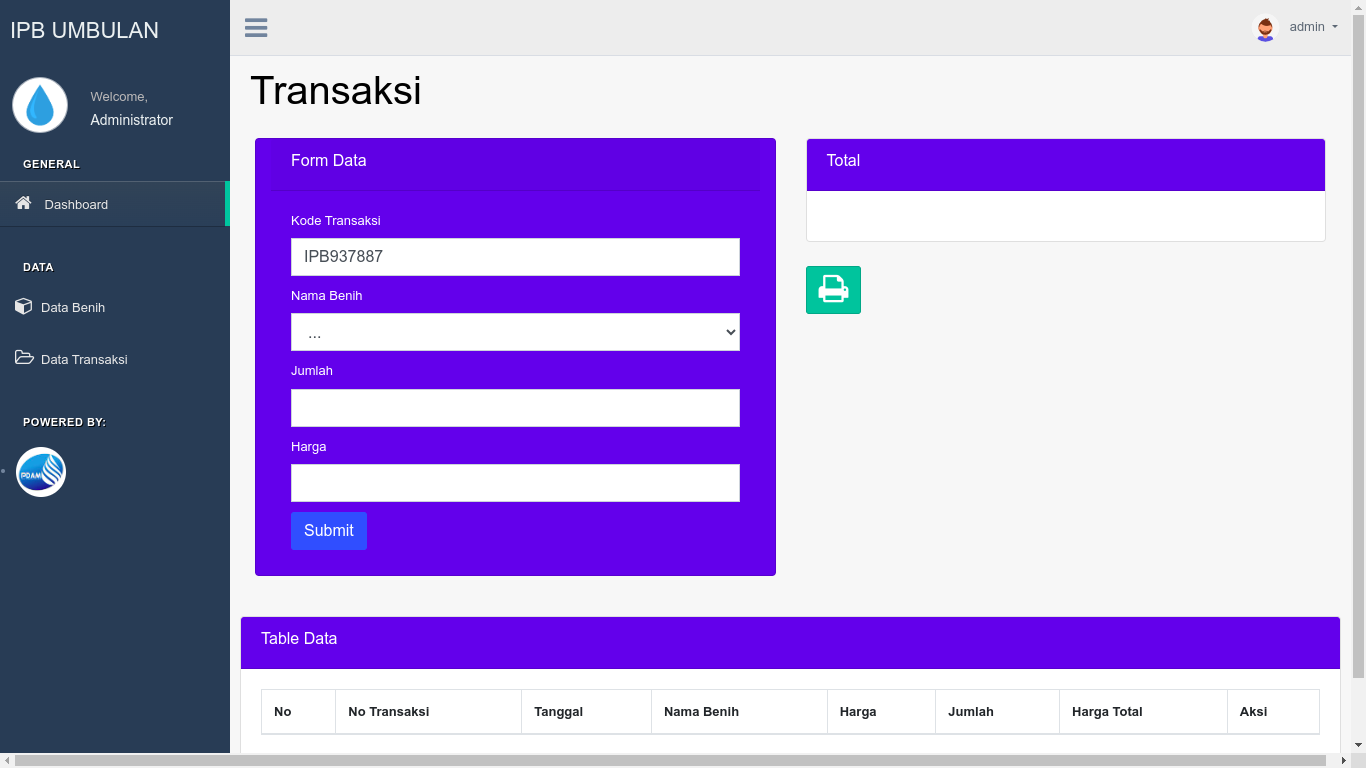 IPB UMBULAN
admin
Welcome,
Administrator
GENERAL
Dashboard
DATA
Data Benih
Data Transaksi
POWERED BY:
PDAM
Transaksi
Form Data
Kode Transaksi
IPB937887
Nama Benih
...
Jumlah
Harga
Submit
Total
Table Data
No No Transaksi Tanggal Nama Benih Harga Jumlah Harga Total Aksi